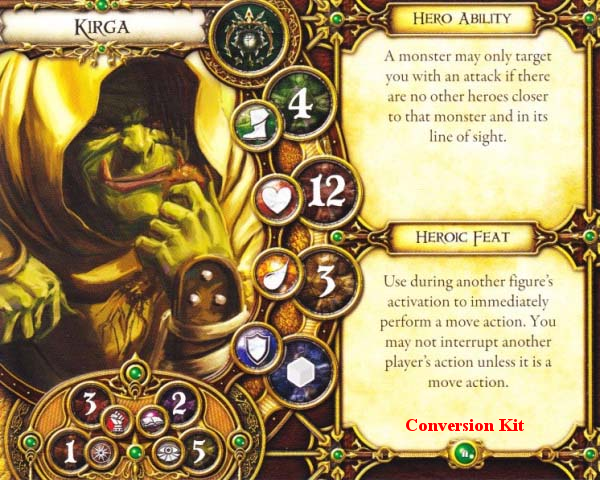 KIRGA
4
12
3
3
2
1
5
HERO ABILITY
A monster may only target
you with an attack if there
are no other heroes closer
to that monster and in its
line of sight.
HEROIC FEAT
Use during another figure's
activation to immediately
perform a move action. You
may not interrupt another
player's action unless it is a
move action.
Conversion Kit